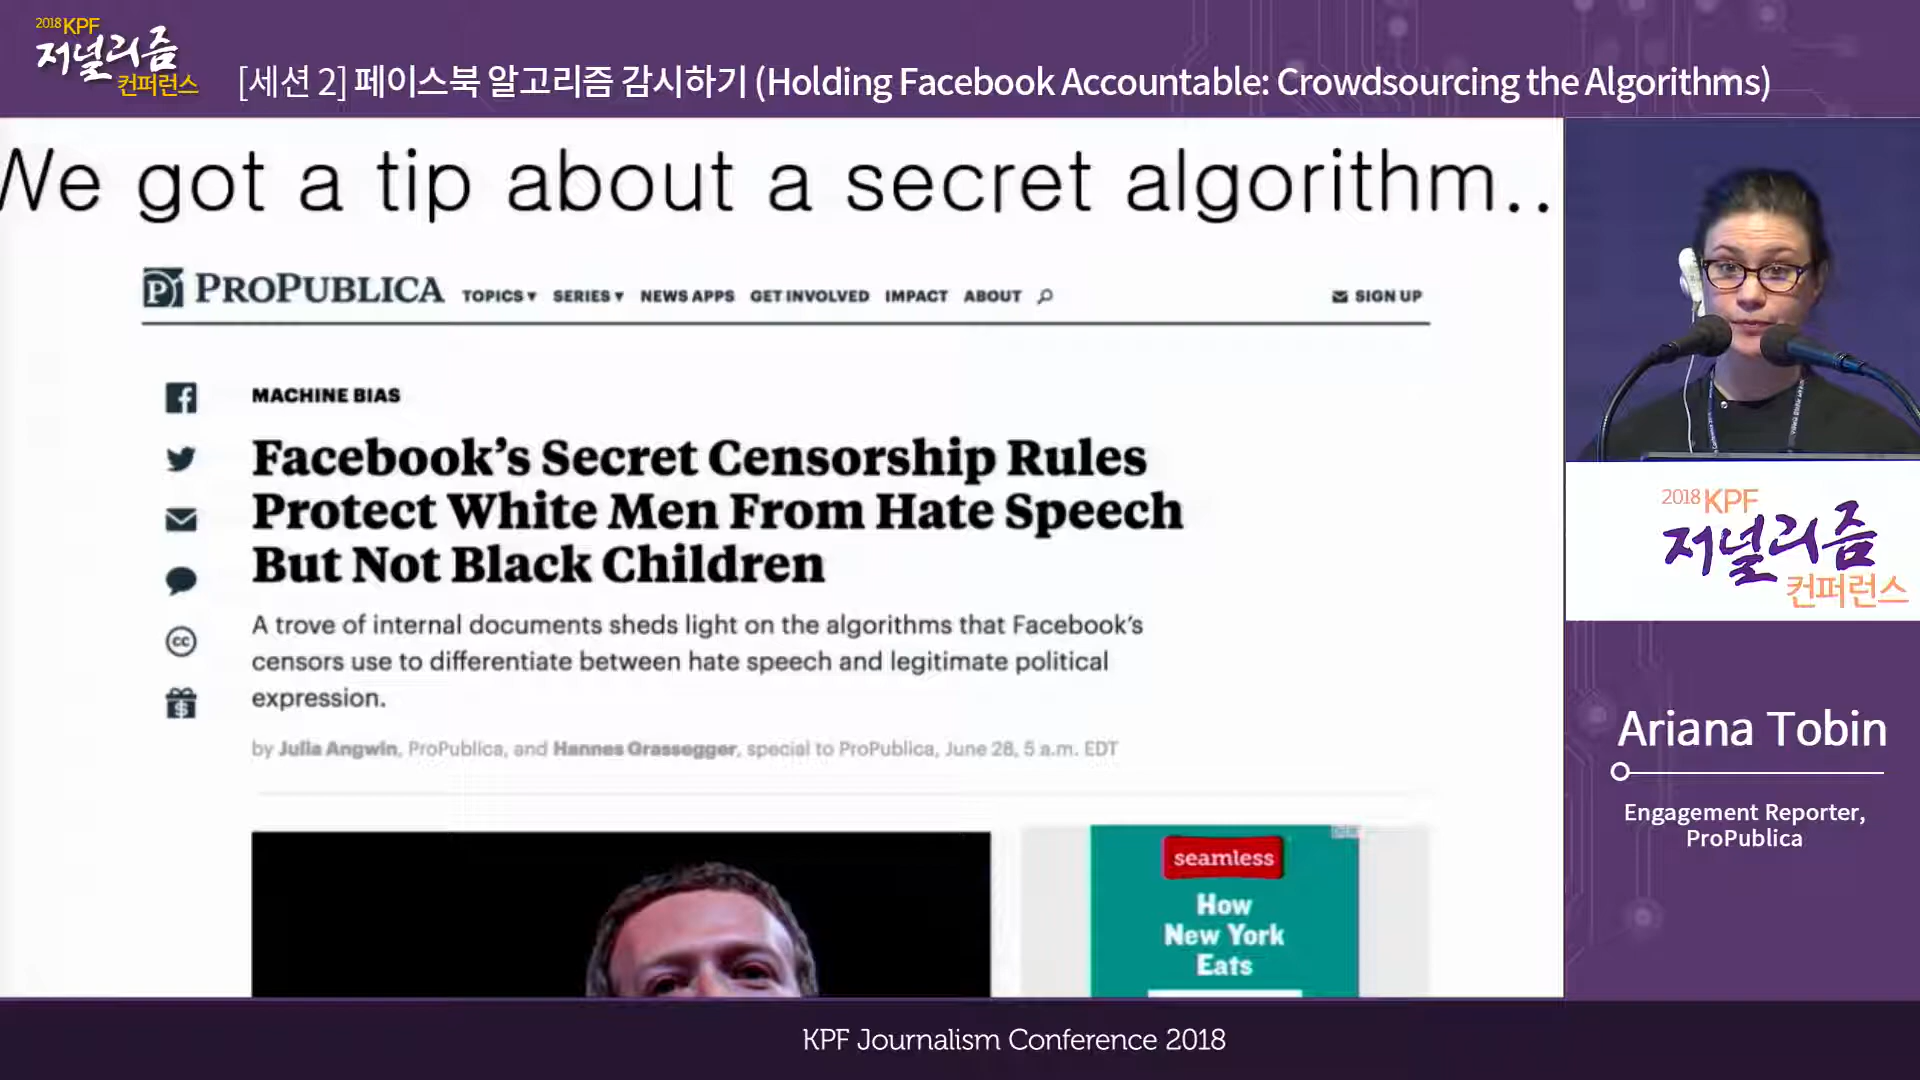 2018 KPF
저널리즘
컨퍼런스
[세션 2] 페이스북 알고리즘 감시하기 (Holding Facebook Accountable: Crowdsourcing the Algorithms)
We got a tip about a secret algorithm..
PROPUBLICA TOPICS SERIES NEWS APPS GET INVOLVED IMPACT ABOUT SIGN UP
MACHINE BIAS
Facebook's Secret Censorship Rules
Protect White Men From Hate Speech
But Not Black Children
A trove of internal documents sheds light on the algorithms that Facebook's
censors use to differentiate between hate speech and legitimate political
expression.
by Julia Angwin, ProPublica, and Hannes Grassegger, special to ProPublica, June 28, 5 a.m. EDT
seamless
How
New York
Eats
2018 KPF
저널리즘
컨퍼런스
Ariana Tobin
Engagement Reporter,
ProPublica
KPF Journalism Conference 2018